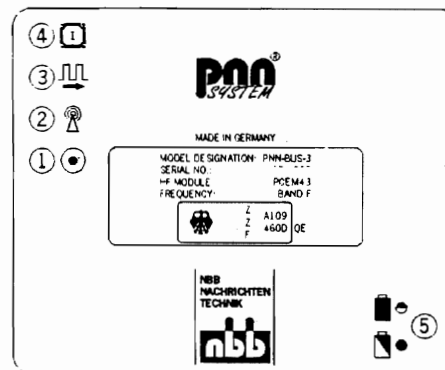 4 I
3
2
1
pnn®
SYSTEM
MADE IN GERMANY
MODEL DESIGNATION: PNN-BUS-3
SERIAL NO.:
HF MODULE PCEM43
FREQUENCY: BAND F
Z A109
Z 460D QE
F
NBB
NACHRICHTEN
TECHNIK
nbb
5